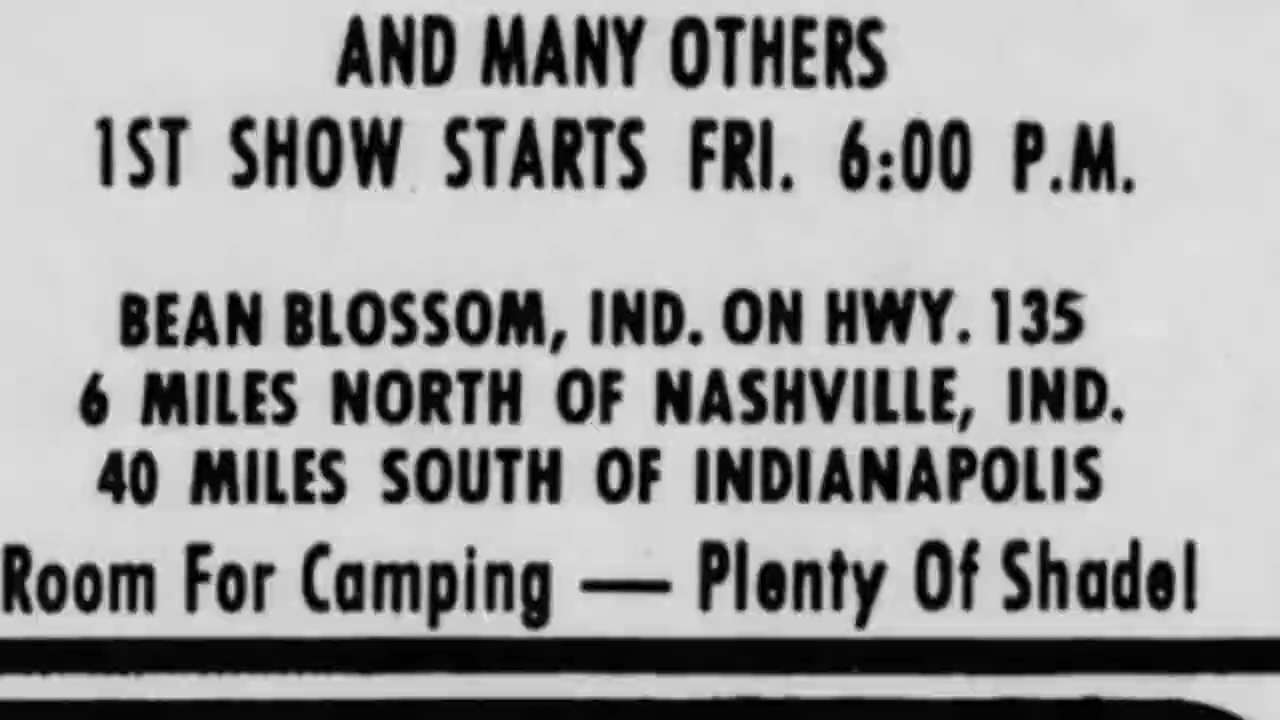 AND MANY OTHERS
1ST SHOW STARTS FRI. 6:00 P.M.
BEAN BLOSSOM, IND. ON HWY. 135
6 MILES NORTH OF NASHVILLE, IND.
40 MILES SOUTH OF INDIANAPOLIS
Room For Camping — Plenty Of Shade!